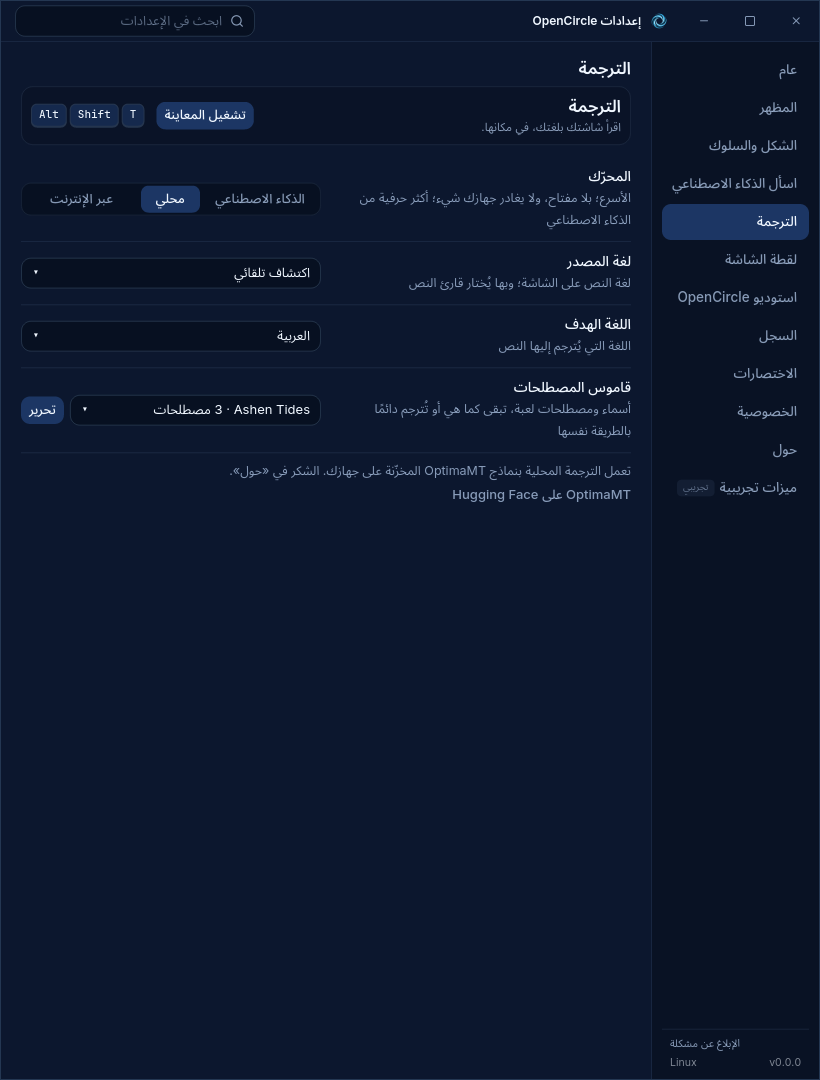 إعدادات OpenCircle
ابحث في الإعدادات
عام
المظهر
الشكل والسلوك
اسأل الذكاء الاصطناعي
الترجمة
لقطة الشاشة
استوديو OpenCircle
السجل
الاختصارات
الخصوصية
حول
ميزات تجريبية تجريبي
الإبلاغ عن مشكلة
v0.0.0 Linux
الترجمة
الترجمة
اقرأ شاشتك بلغتك، في مكانها.
تشغيل المعاينة
Alt Shift T
المحرّك
الأسرع؛ بلا مفتاح، ولا يغادر جهازك شيء؛ أكثر حرفية من
الذكاء الاصطناعي
الذكاء الاصطناعي محلي عبر الإنترنت
لغة المصدر
لغة النص على الشاشة؛ وبها يُختار قارئ النص
اكتشاف تلقائي
اللغة الهدف
اللغة التي يُترجم إليها النص
العربية
قاموس المصطلحات
أسماء ومصطلحات لعبة، تبقى كما هي أو تُترجم دائمًا
بالطريقة نفسها
Ashen Tides · 3 مصطلحات
تحرير
تعمل الترجمة المحلية بنماذج OptimaMT المخزّنة على جهازك. الشكر في «حول».
OptimaMT على Hugging Face